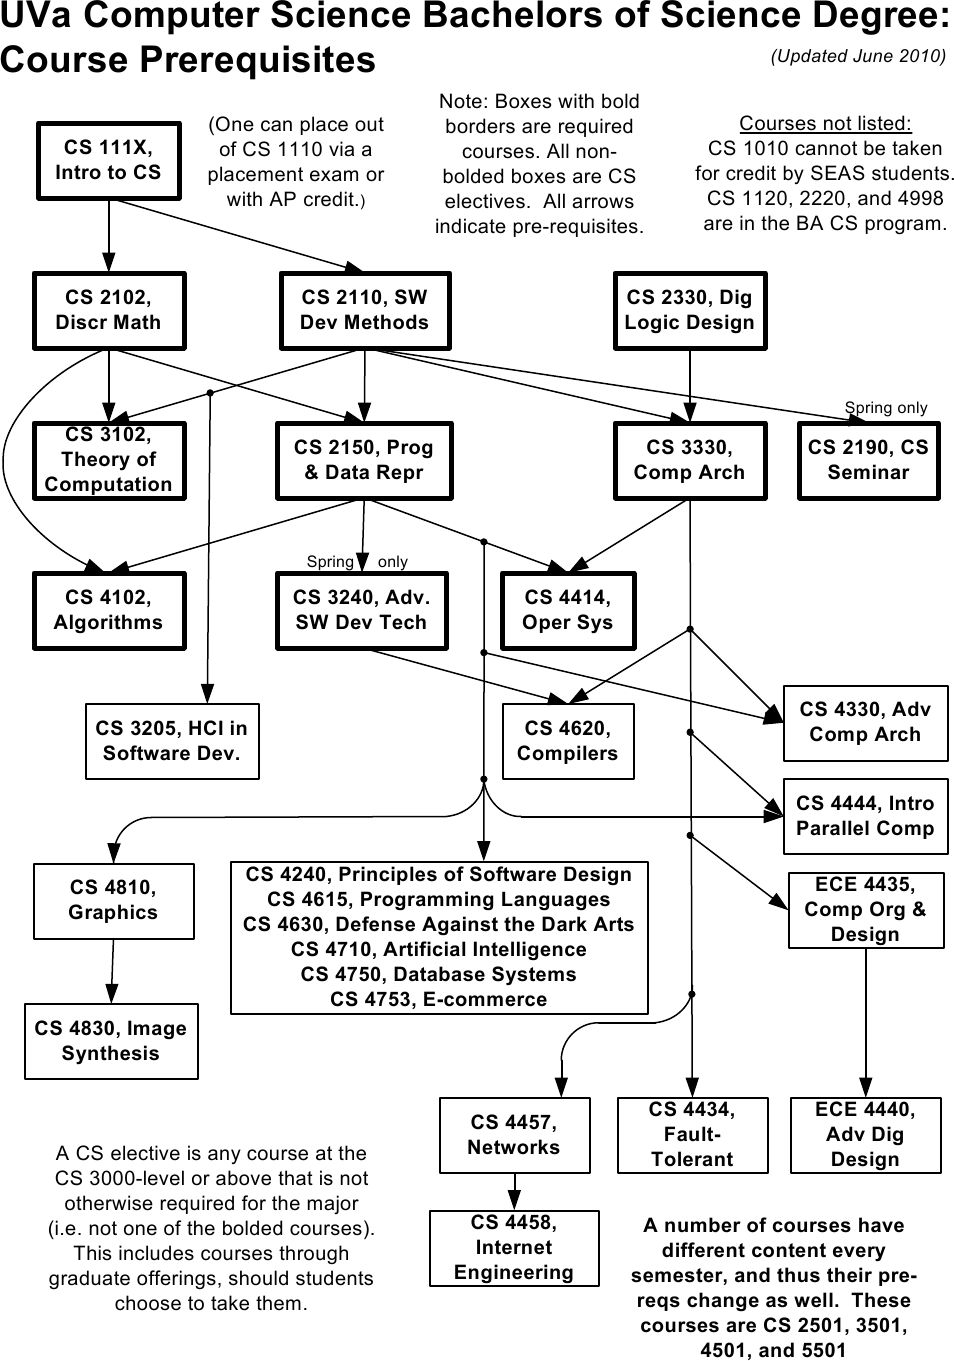 UVa Computer Science Bachelors of Science Degree:
Course Prerequisites
(Updated June 2010)
CS 111X,
Intro to CS
(One can place out
of CS 1110 via a
placement exam or
with AP credit.)
Note: Boxes with bold
borders are required
courses. All non-
bolded boxes are CS
electives.  All arrows
indicate pre-requisites.
Courses not listed:
CS 1010 cannot be taken
for credit by SEAS students.
CS 1120, 2220, and 4998
are in the BA CS program.
CS 2102,
Discr Math
CS 2110, SW
Dev Methods
CS 2330, Dig
Logic Design
CS 3102,
Theory of
Computation
CS 2150, Prog
& Data Repr
CS 3330,
Comp Arch
Spring only
CS 2190, CS
Seminar
CS 4102,
Algorithms
Spring only
CS 3240, Adv.
SW Dev Tech
CS 4414,
Oper Sys
CS 3205, HCI in
Software Dev.
CS 4620,
Compilers
CS 4330, Adv
Comp Arch
CS 4444, Intro
Parallel Comp
CS 4810,
Graphics
CS 4240, Principles of Software Design
CS 4615, Programming Languages
CS 4630, Defense Against the Dark Arts
CS 4710, Artificial Intelligence
CS 4750, Database Systems
CS 4753, E-commerce
ECE 4435,
Comp Org &
Design
CS 4830, Image
Synthesis
CS 4457,
Networks
CS 4434,
Fault-
Tolerant
ECE 4440,
Adv Dig
Design
CS 4458,
Internet
Engineering
A CS elective is any course at the
CS 3000-level or above that is not
otherwise required for the major
(i.e. not one of the bolded courses).
This includes courses through
graduate offerings, should students
choose to take them.
A number of courses have
different content every
semester, and thus their pre-
reqs change as well.  These
courses are CS 2501, 3501,
4501, and 5501